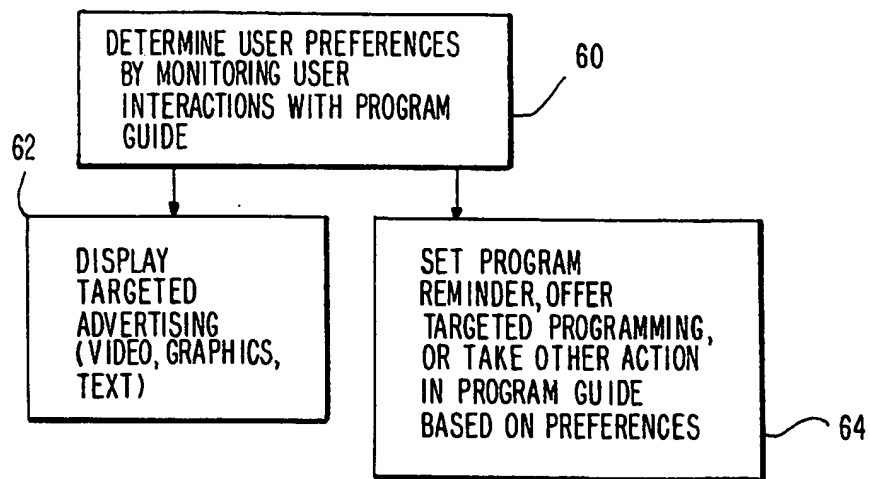 DETERMINE USER PREFERENCES
BY MONITORING USER
INTERACTIONS WITH PROGRAM
GUIDE
60
62
DISPLAY
TARGETED
ADVERTISING
(VIDEO, GRAPHICS,
TEXT)
SET PROGRAM
REMINDER, OFFER
TARGETED PROGRAMMING,
OR TAKE OTHER ACTION
IN PROGRAM GUIDE
BASED ON PREFERENCES
64